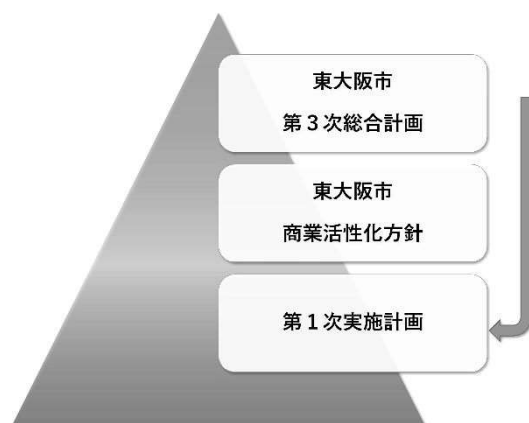 東大阪市
第3次総合計画
東大阪市
商業活性化方針
第1次実施計画